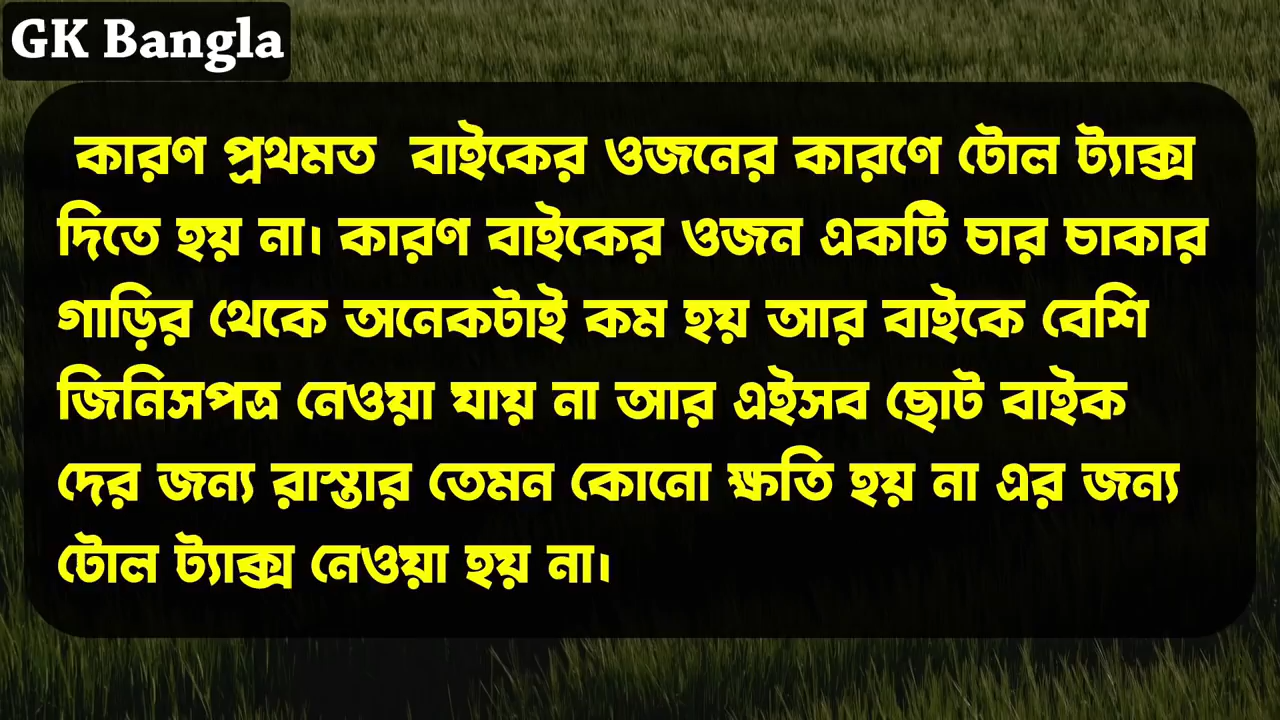 GK Bangla
কারণ প্রথমত বাইকের ওজনের কারণে টোল ট্যাক্স
দিতে হয় না। কারণ বাইকের ওজন একটি চার চাকার
গাড়ির থেকে অনেকটাই কম হয় আর বাইকে বেশি
জিনিসপত্র নেওয়া যায় না আর এইসব ছোট বাইক
দের জন্য রাস্তার তেমন কোনো ক্ষতি হয় না এর জন্য
টোল ট্যাক্স নেওয়া হয় না।